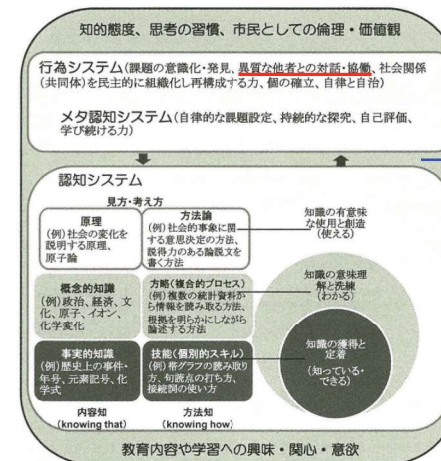 知的態度、思考の習慣、市民としての倫理・価値観
行為システム(課題の意識化・発見、異質な他者との対話・協働、社会関係
(共同体)を民主的に組織化し再構成する力、個の確立、自律と自治)
メタ認知システム(自律的な課題設定、持続的な探究、自己評価、
学び続ける力)
認知システム
見方・考え方
原理
(例)社会の変化を
説明する原理、
原子論
方法論
(例)社会的事象に関
する意思決定の方法、
説得力のある論説文を
書く方法
知識の有意味
な使用と創造
(使える)
概念的知識
(例)政治、経済、文
化、原子、イオン、
化学変化
方略(複合的プロセス)
(例)複数の統計資料から
情報を読み取る方法、
根拠を明らかにしながら
論述する方法
知識の意味理
解と洗練
(わかる)
事実的知識
(例)歴史上の事件・
年号、元素記号、化
学式
技能(個別的スキル)
(例)帯グラフの読み取り
方、句読点の打ち方、
接続詞の使い方
知識の獲得と
定着
(知っている・
できる)
内容知
(knowing that)
方法知
(knowing how)
教育内容や学習への興味・関心・意欲